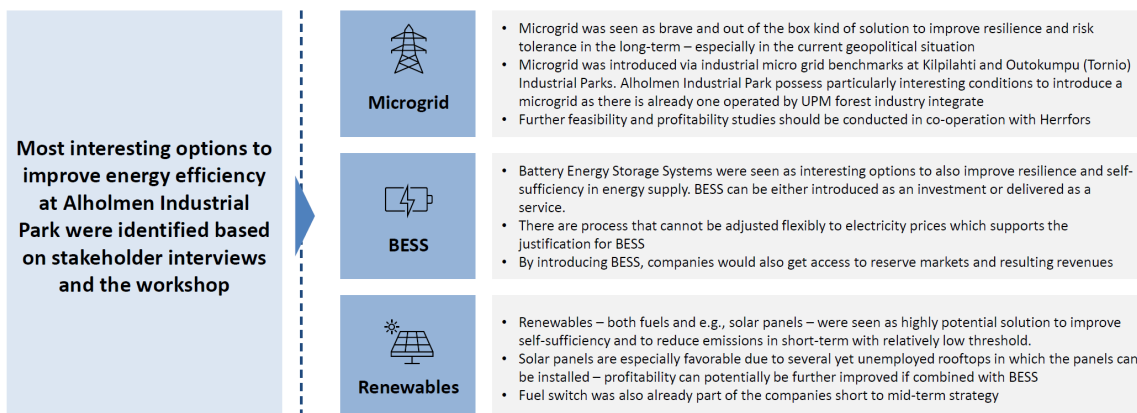 Most interesting options to
improve energy efficiency
at Alholmen Industrial
Park were identified based
on stakeholder interviews
and the workshop
Microgrid
• Microgrid was seen as brave and out of the box kind of solution to improve resilience and risk
tolerance in the long-term – especially in the current geopolitical situation
• Microgrid was introduced via industrial micro grid benchmarks at Kilpilahti and Outokumpu (Tornio)
Industrial Parks. Alholmen Industrial Park possess particularly interesting conditions to introduce a
microgrid as there is already one operated by UPM forest industry integrate
• Further feasibility and profitability studies should be conducted in co-operation with Herrfors
BESS
• Battery Energy Storage Systems were seen as interesting options to also improve resilience and self-
sufficiency in energy supply. BESS can be either introduced as an investment or delivered as a
service.
• There are process that cannot be adjusted flexibly to electricity prices which supports the
justification for BESS
• By introducing BESS, companies would also get access to reserve markets and resulting revenues
Renewables
• Renewables – both fuels and e.g., solar panels – were seen as highly potential solution to improve
self-sufficiency and to reduce emissions in short-term with relatively low threshold.
• Solar panels are especially favorable due to several yet unemployed rooftops in which the panels can
be installed – profitability can potentially be further improved if combined with BESS
• Fuel switch was also already part of the companies short to mid-term strategy